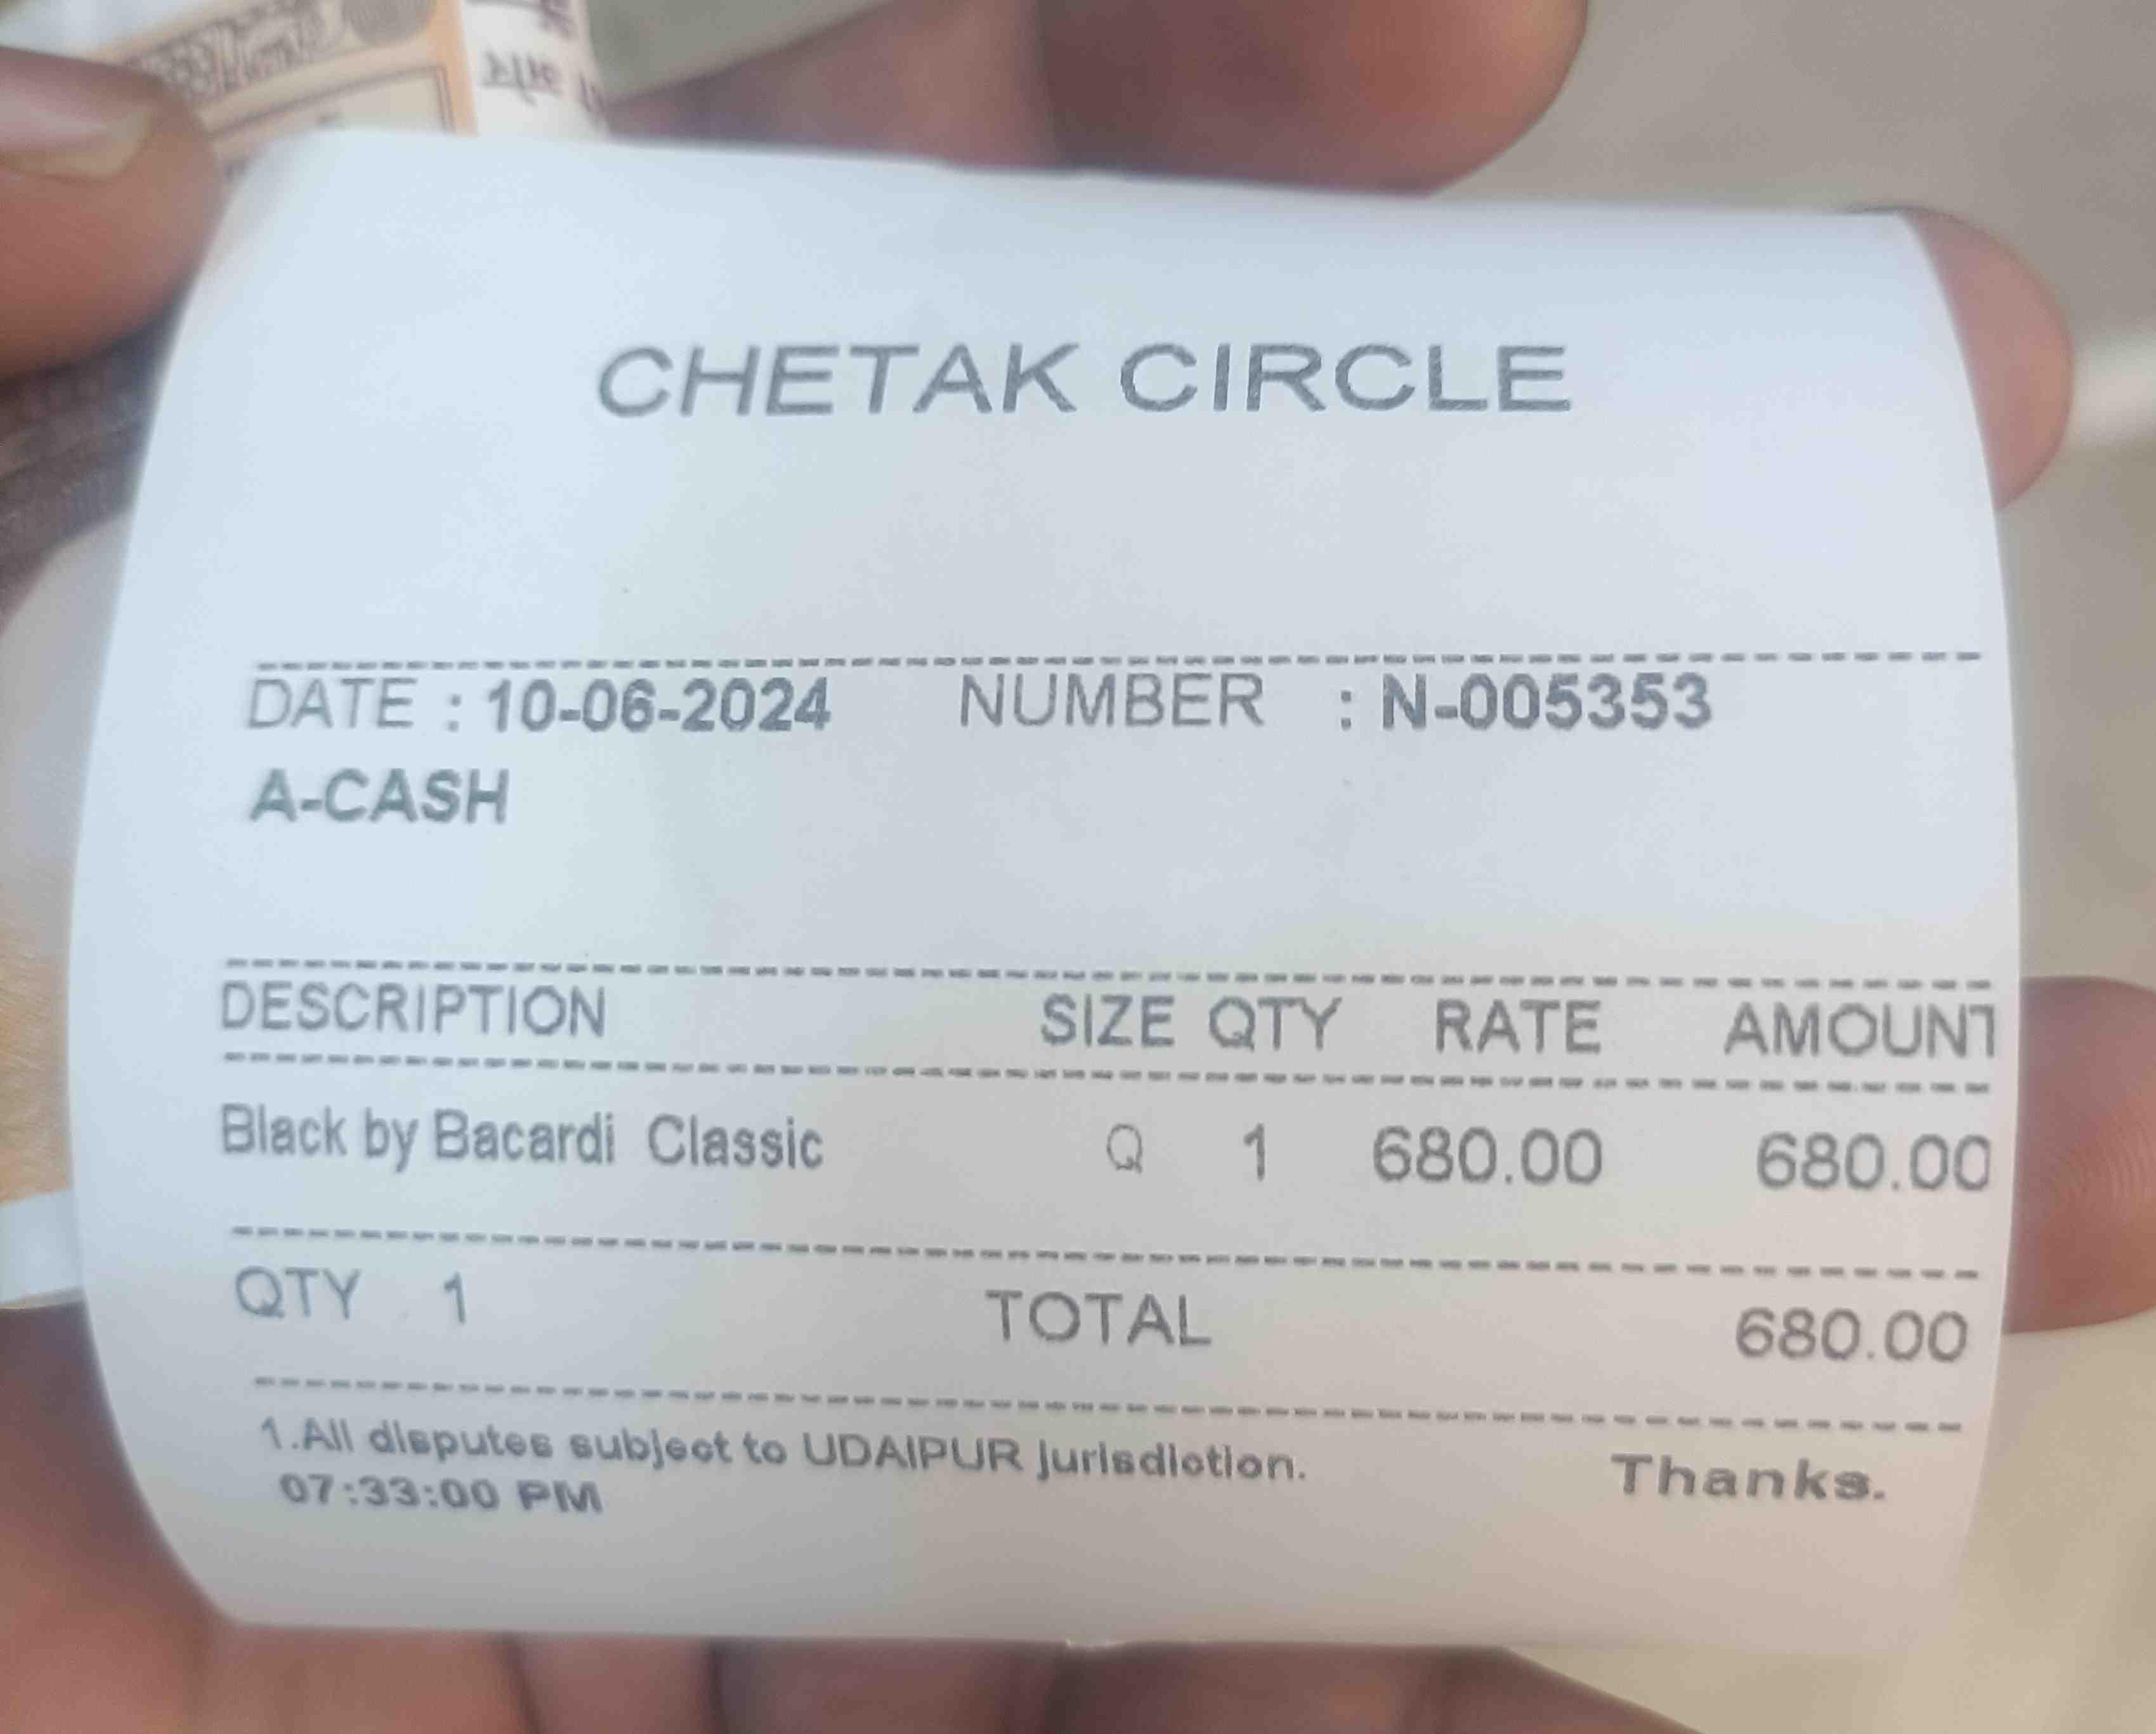 CHETAK CIRCLE
DATE : 10-06-2024 NUMBER : N-005353
A-CASH
DESCRIPTION SIZE QTY RATE AMOUNT
Black by Bacardi Classic Q 1 680.00 680.00
QTY 1 TOTAL 680.00
1.All disputes subject to UDAIPUR jurisdiction. Thanks.
07:33:00 PM